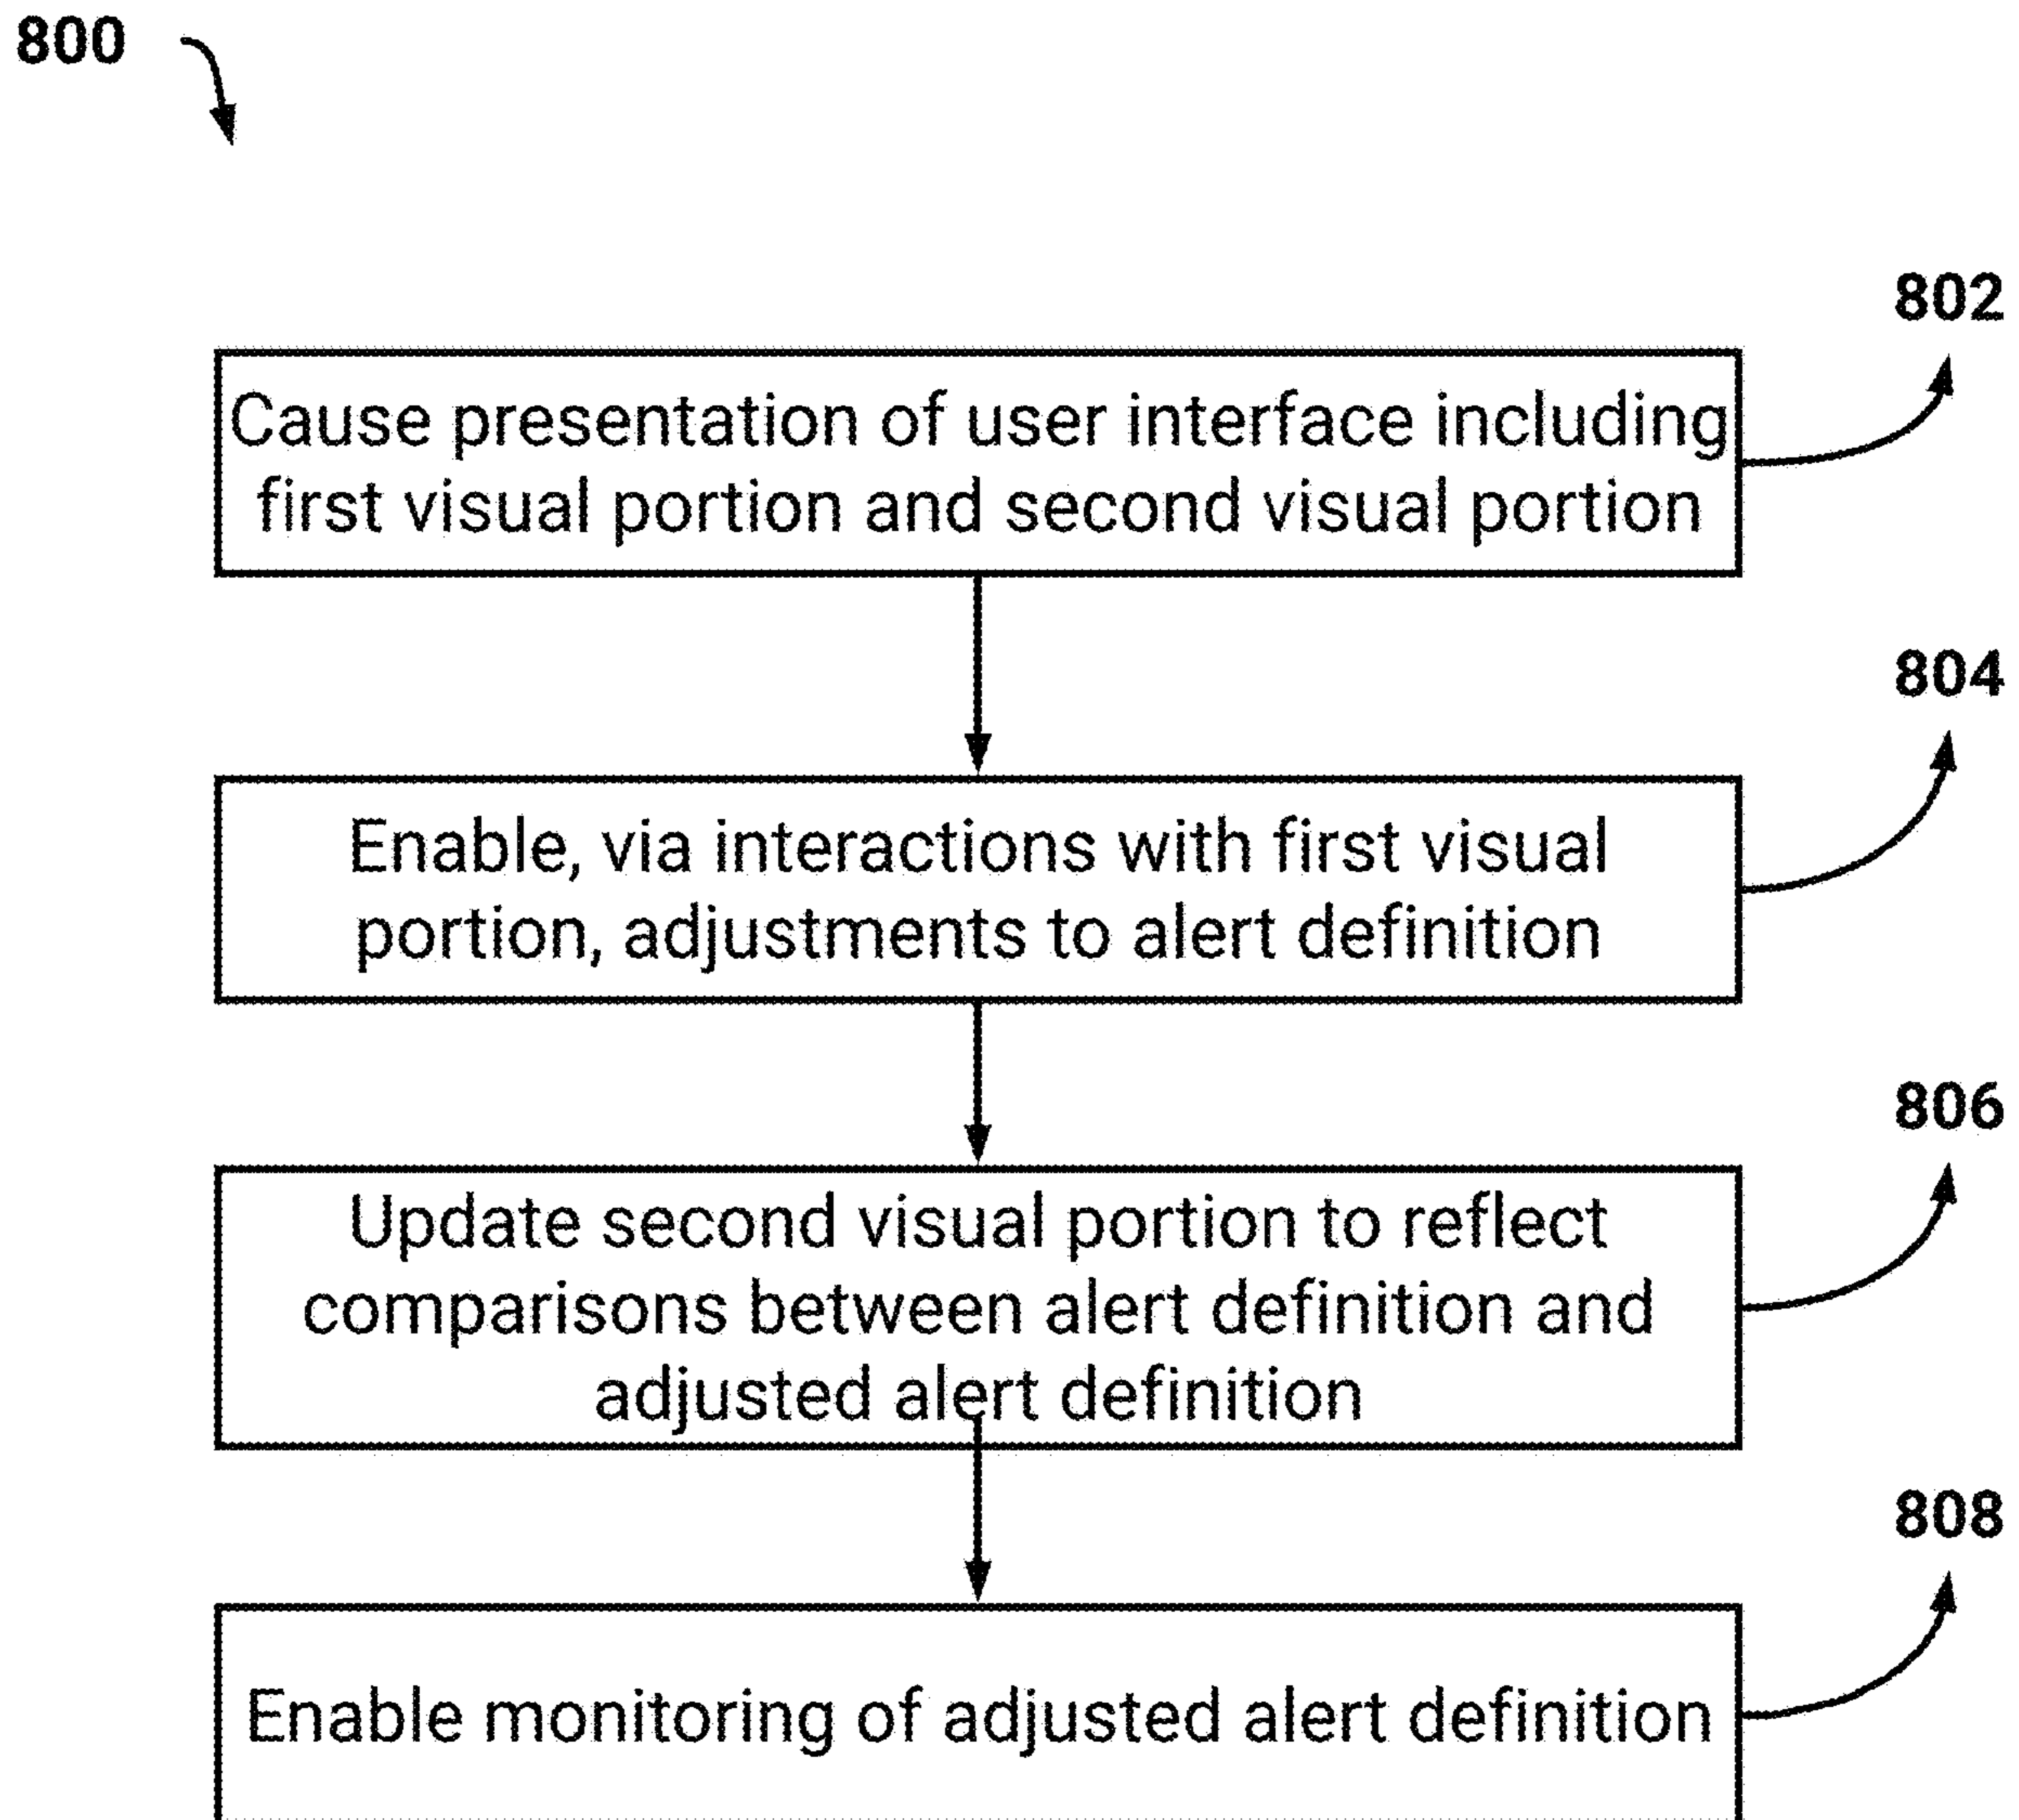 800
802
Cause presentation of user interface including
first visual portion and second visual portion
804
Enable, via interactions with first visual
portion, adjustments to alert definition
806
Update second visual portion to reflect
comparisons between alert definition and
adjusted alert definition
808
Enable monitoring of adjusted alert definition